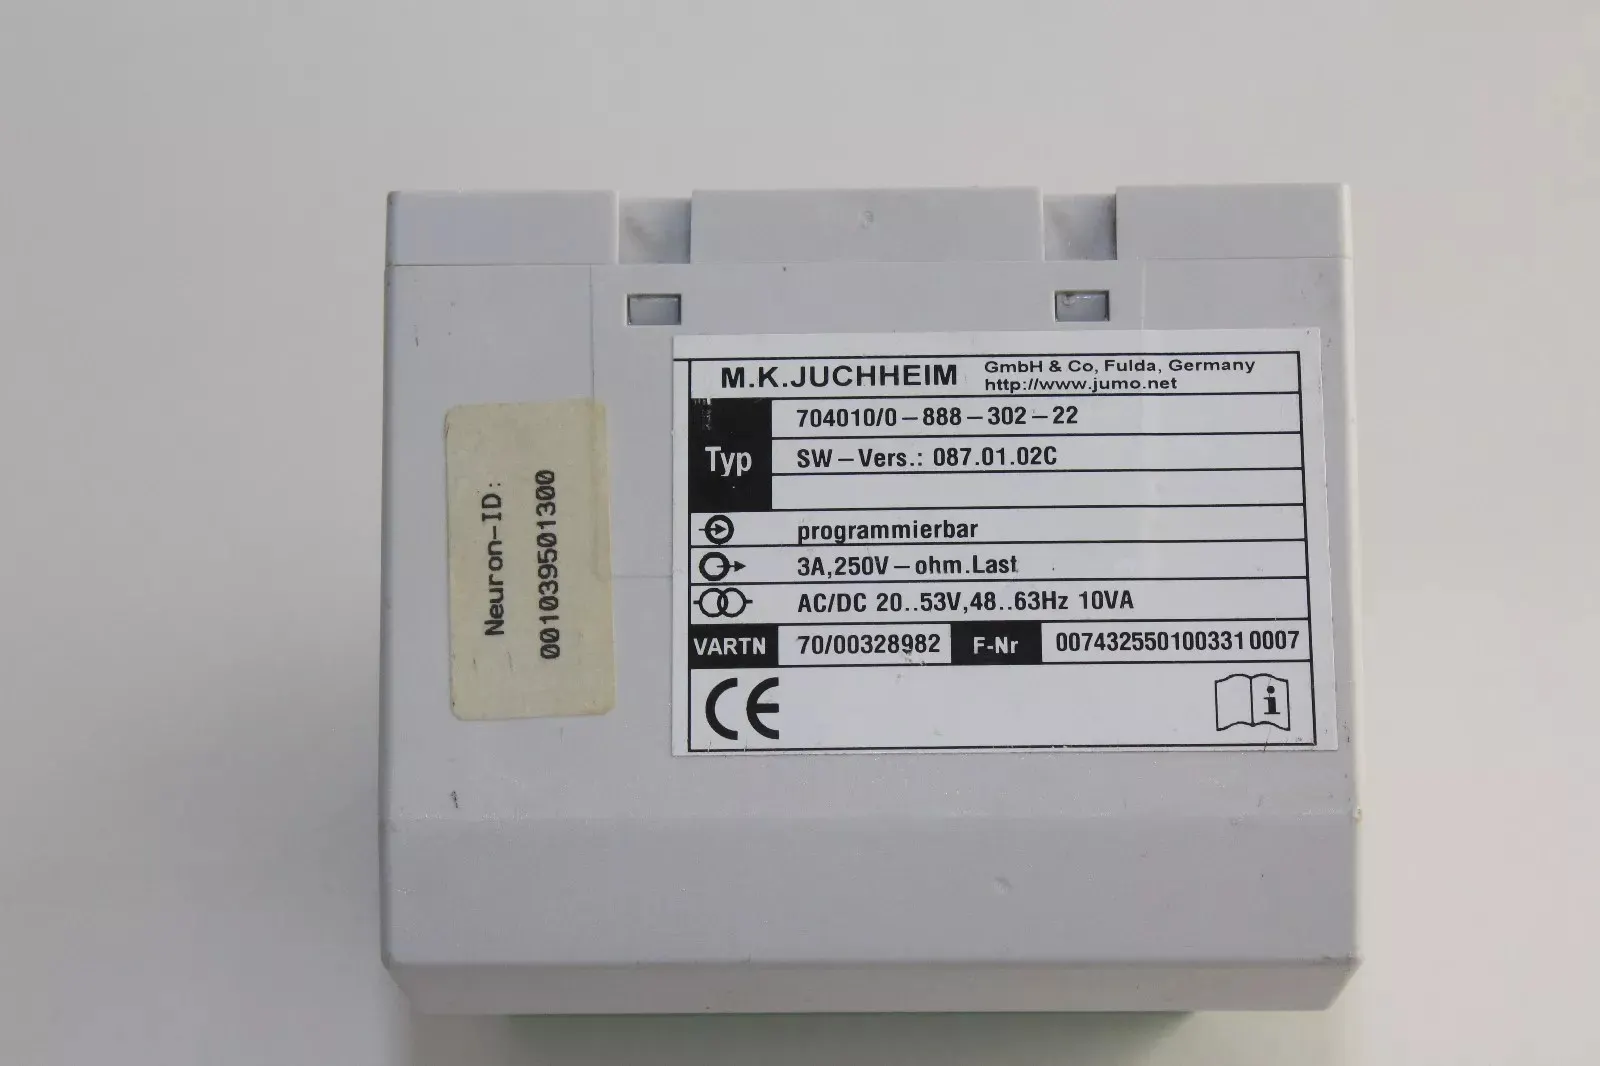 M.K.JUCHHEIM
GmbH & Co, Fulda, Germany
http://www.jumo.net
Typ
704010/0-888-302-22
SW-Vers.: 087.01.02C
programmierbar
3A,250V-ohm.Last
AC/DC 20..53V,48..63Hz 10VA
VARTN 70/00328982 F-Nr 0074325501003310007
CE
i
Neuron-ID:
00103950130​0